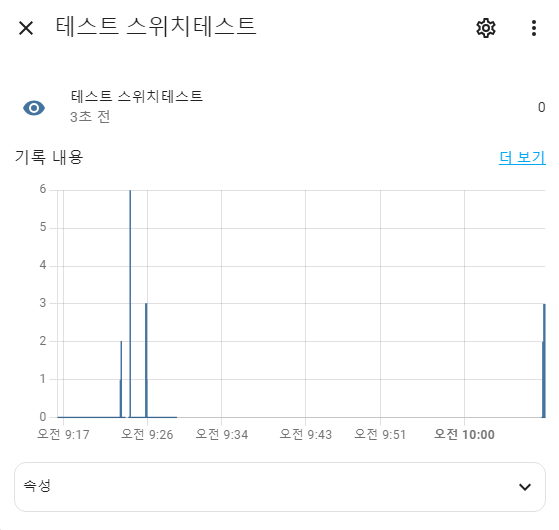 테스트 스위치테스트
테스트 스위치테스트
3초 전
0
기록 내용
더 보기
6
5
4
3
2
1
0
오전 9:17
오전 9:26
오전 9:34
오전 9:43
오전 9:51
오전 10:00
속성